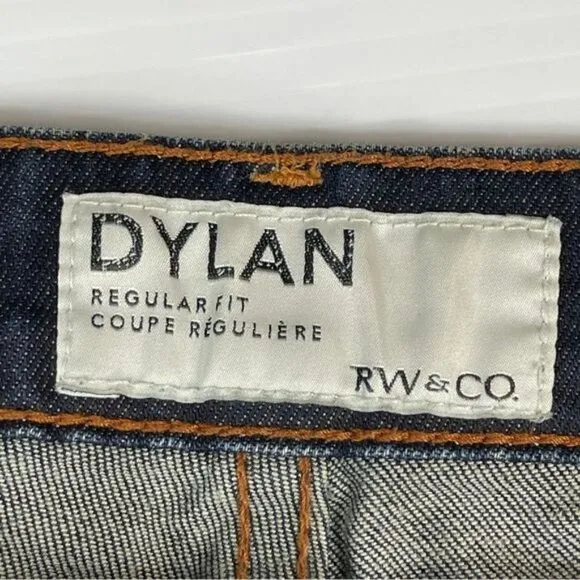 DYLAN
REGULAR FIT
COUPE RÉGULIÈRE
RW&CO.